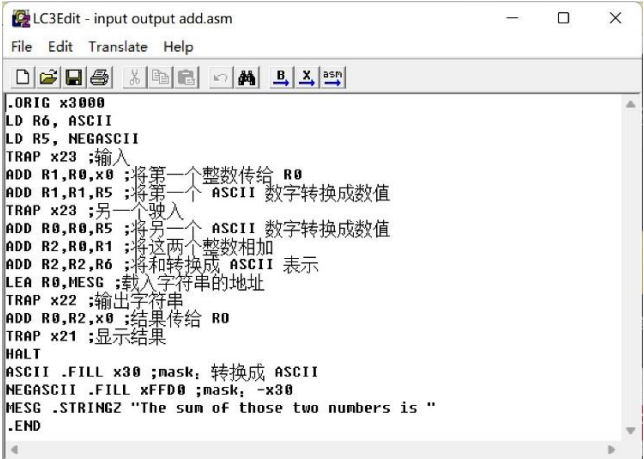 LC3Edit - input output add.asm
File Edit Translate Help
B X asm
.ORIG x3000
LD R6, ASCII
LD R5, NEGASCII
TRAP x23 ;输入
ADD R1,R0,x0 ;将第一个整数传给 R0
ADD R1,R1,R5 ;将第一个 ASCII 数字转换成数值
TRAP x23 ;另一个驶入
ADD R0,R0,R5 ;将另一个 ASCII 数字转换成数值
ADD R2,R0,R1 ;将这两个整数相加
ADD R2,R2,R6 ;将和转换成 ASCII 表示
LEA R0,MESG ;载入字符串的地址
TRAP x22 ;输出字符串
ADD R0,R2,x0 ;结果传给 RO
TRAP x21 ;显示结果
HALT
ASCII .FILL x30 ;mask: 转换成 ASCII
NEGASCII .FILL xFFD0 ;mask: -x30
MESG .STRINGZ "The sum of those two numbers is "
.END